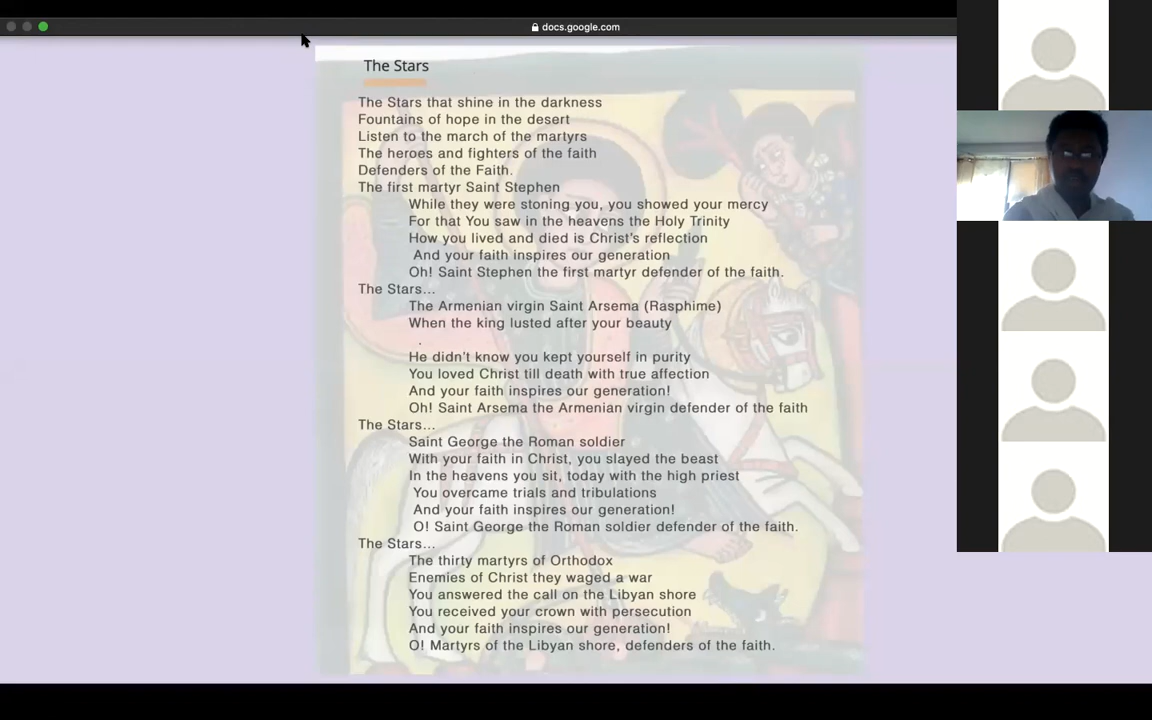 docs.google.com
The Stars
The Stars that shine in the darkness
Fountains of hope in the desert
Listen to the march of the martyrs
The heroes and fighters of the faith
Defenders of the Faith.
The first martyr Saint Stephen
While they were stoning you, you showed your mercy
For that You saw in the heavens the Holy Trinity
How you lived and died is Christ's reflection
And your faith inspires our generation
Oh! Saint Stephen the first martyr defender of the faith.
The Stars...
The Armenian virgin Saint Arsema (Rasphime)
When the king lusted after your beauty
.
He didn't know you kept yourself in purity
You loved Christ till death with true affection
And your faith inspires our generation!
Oh! Saint Arsema the Armenian virgin defender of the faith
The Stars...
Saint George the Roman soldier
With your faith in Christ, you slayed the beast
In the heavens you sit, today with the high priest
You overcame trials and tribulations
And your faith inspires our generation!
O! Saint George the Roman soldier defender of the faith.
The Stars...
The thirty martyrs of Orthodox
Enemies of Christ they waged a war
You answered the call on the Libyan shore
You received your crown with persecution
And your faith inspires our generation!
O! Martyrs of the Libyan shore, defenders of the faith.